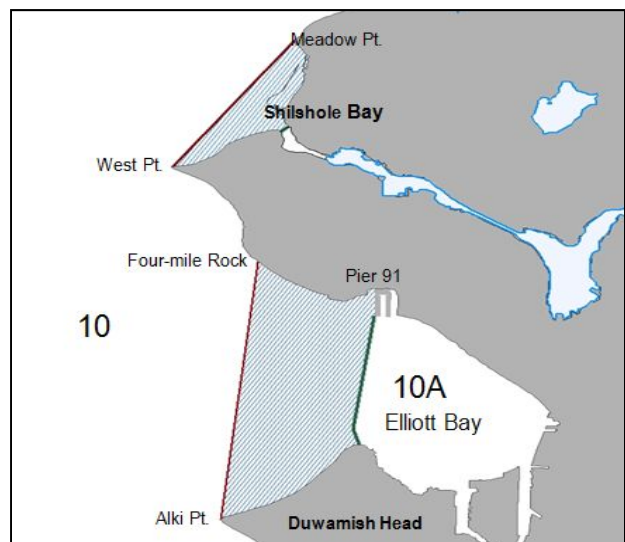 Meadow Pt.
Shilshole Bay
West Pt.
Four-mile Rock
Pier 91
10
10A
Elliott Bay
Alki Pt.
Duwamish Head